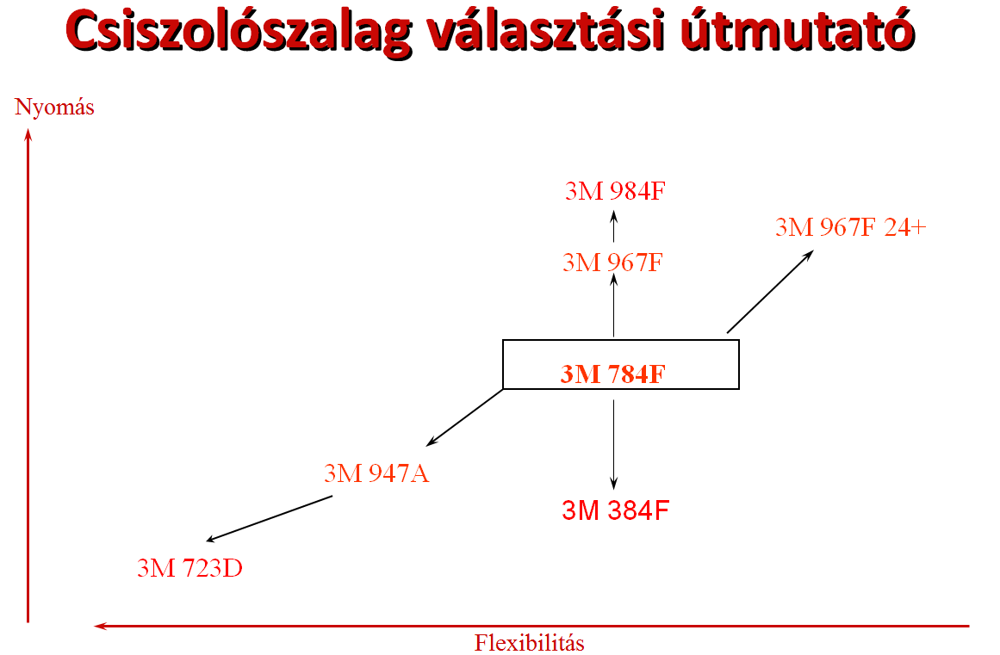 Csiszolószalag választási útmutató
Nyomás
3M 984F
3M 967F 24+
3M 967F
3M 784F
3M 947A
3M 384F
3M 723D
Flexibilitás